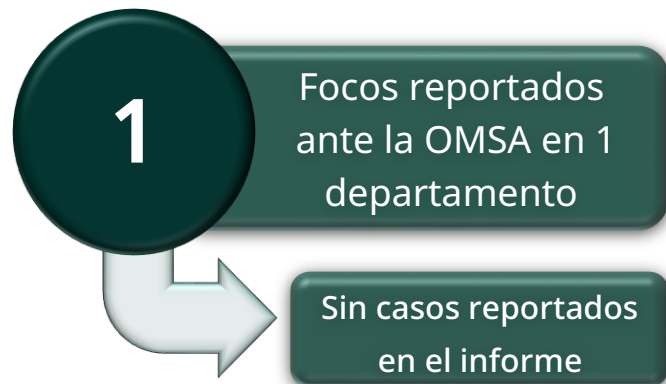 1
Focos reportados
ante la OMSA en 1
departamento
Sin casos reportados
en el informe